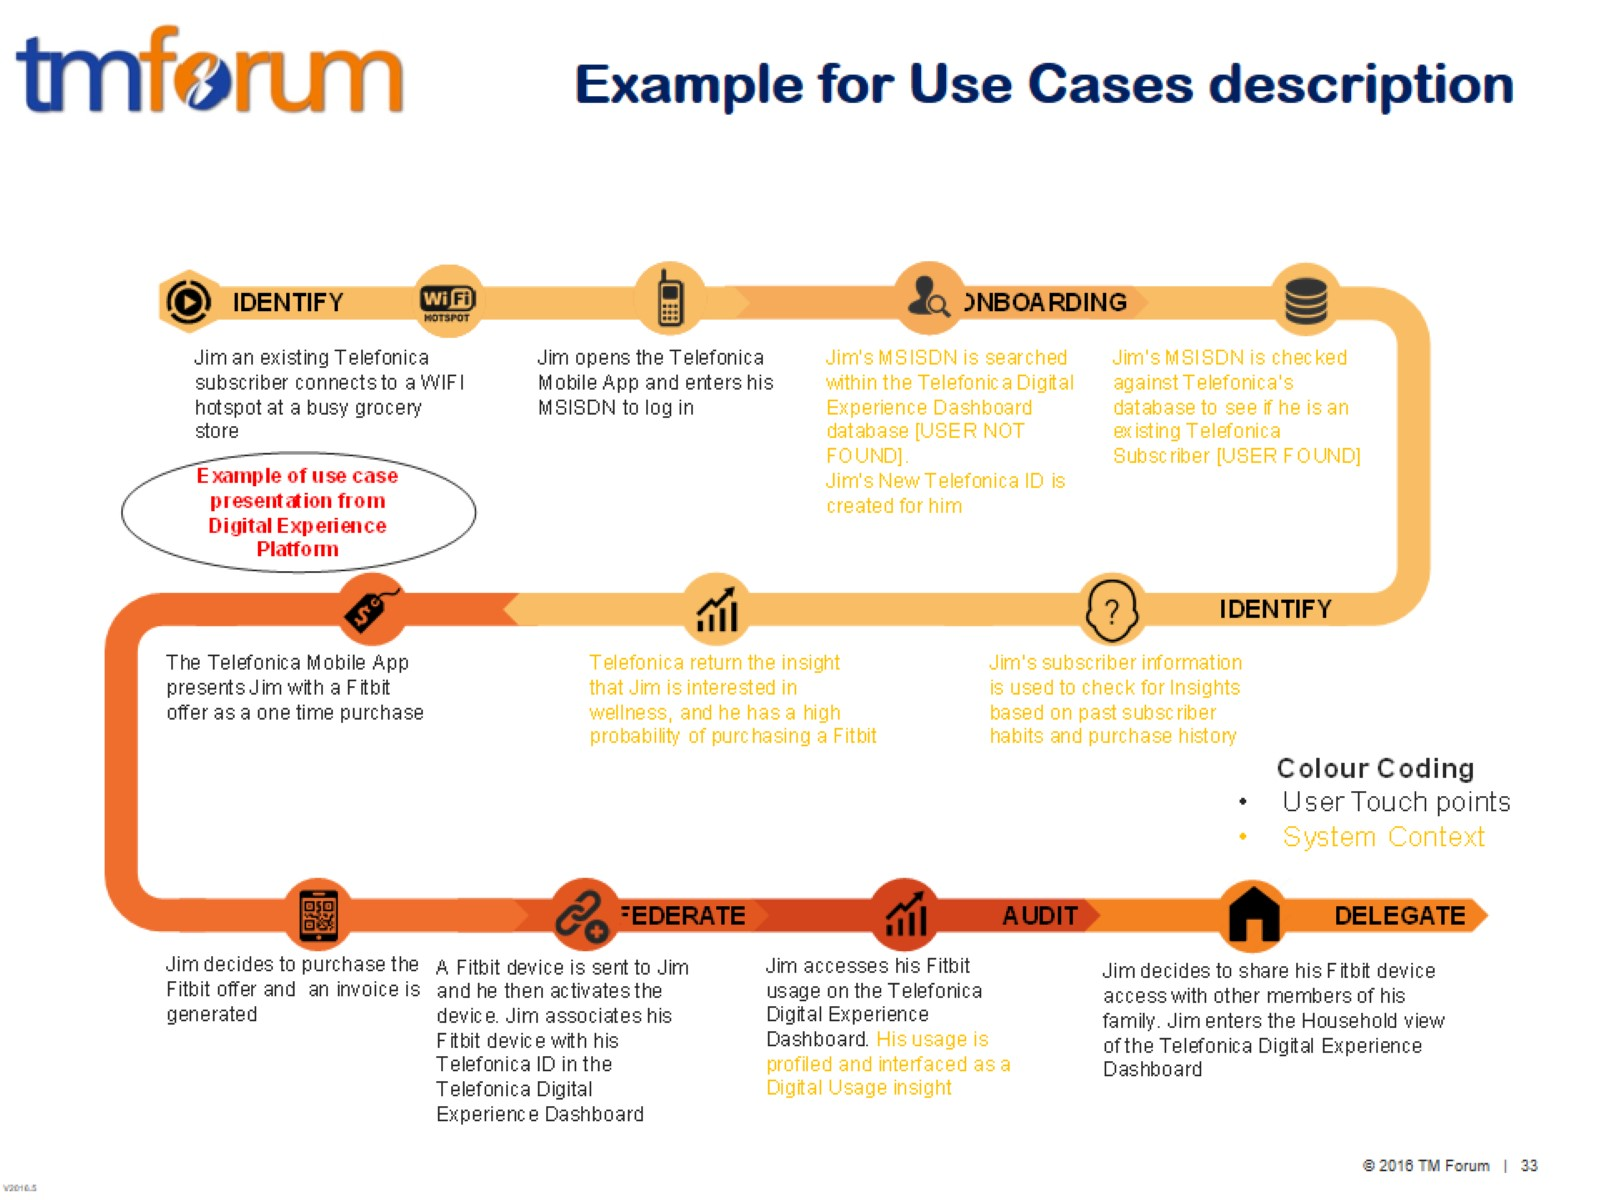 tmforum
Example for Use Cases description
IDENTIFY
WiFi
HOTSPOT
ONBOARDING
Jim an existing Telefonica
subscriber connects to a WIFI
hotspot at a busy grocery
store
Jim opens the Telefonica
Mobile App and enters his
MSISDN to log in
Jim's MSISDN is searched
within the Telefonica Digital
Experience Dashboard
database [USER NOT
FOUND].
Jim's New Telefonica ID is
created for him
Jim's MSISDN is checked
against Telefonica's
database to see if he is an
existing Telefonica
Subscriber [USER FOUND]
Example of use case
presentation from
Digital Experience
Platform
$
?
IDENTIFY
The Telefonica Mobile App
presents Jim with a Fitbit
offer as a one time purchase
Telefonica return the insight
that Jim is interested in
wellness, and he has a high
probability of purchasing a Fitbit
Jim's subscriber information
is used to check for Insights
based on past subscriber
habits and purchase history
Colour Coding
• User Touch points
• System Context
FEDERATE
AUDIT
DELEGATE
Jim decides to purchase the
Fitbit offer and an invoice is
generated
A Fitbit device is sent to Jim
and he then activates the
device. Jim associates his
Fitbit device with his
Telefonica ID in the
Telefonica Digital
Experience Dashboard
Jim accesses his Fitbit
usage on the Telefonica
Digital Experience
Dashboard. His usage is
profiled and interfaced as a
Digital Usage insight
Jim decides to share his Fitbit device
access with other members of his
family. Jim enters the Household view
of the Telefonica Digital Experience
Dashboard
© 2016 TM Forum | 33
V2016.5